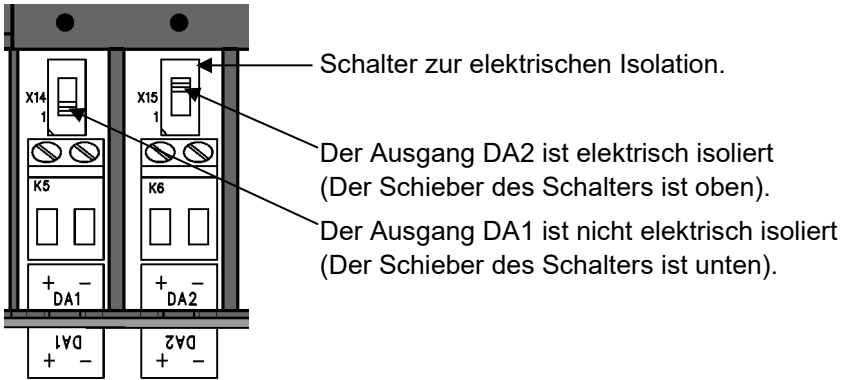 Schalter zur elektrischen Isolation.
X14
X15
1
1
Der Ausgang DA2 ist elektrisch isoliert
(Der Schieber des Schalters ist oben).
K5
K6
Der Ausgang DA1 ist nicht elektrisch isoliert
(Der Schieber des Schalters ist unten).
+ − + −
DA1 DA2
DA1 DA2
+ − + −